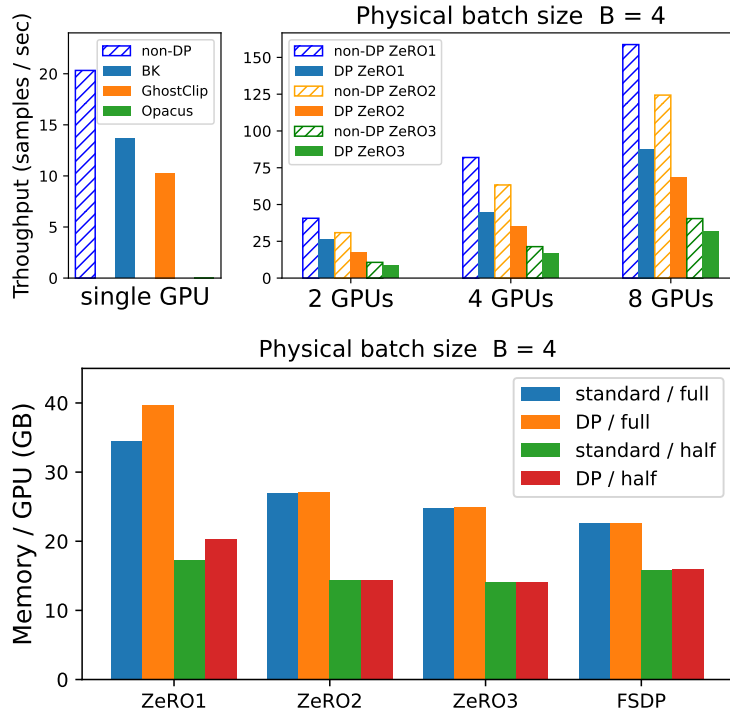 Physical batch size B = 4
Trhoughput (samples / sec)
20
15
10
5
0
non-DP
BK
GhostClip
Opacus
single GPU
150
125
100
75
50
25
0
non-DP ZeRO1
DP ZeRO1
non-DP ZeRO2
DP ZeRO2
non-DP ZeRO3
DP ZeRO3
2 GPUs
4 GPUs
8 GPUs
Physical batch size B = 4
Memory / GPU (GB)
40
30
20
10
0
standard / full
DP / full
standard / half
DP / half
ZeRO1
ZeRO2
ZeRO3
FSDP